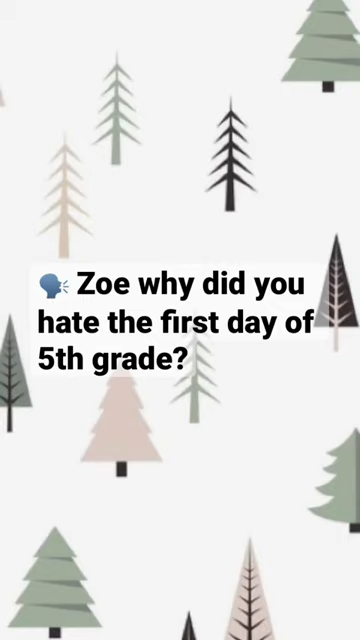 🗣️ Zoe why did you
hate the first day of
5th grade?